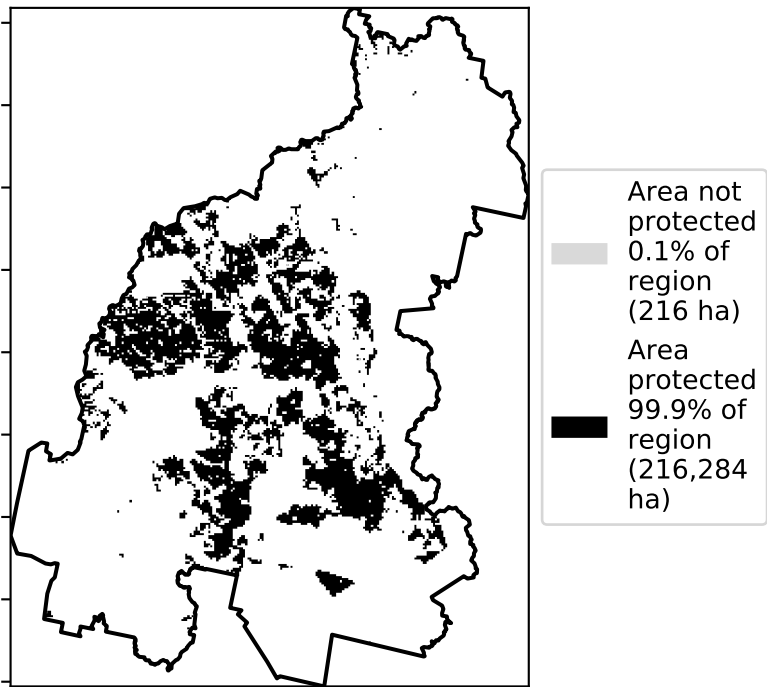 Area not
protected
0.1% of
region
(216 ha)
Area
protected
99.9% of
region
(216,284
ha)